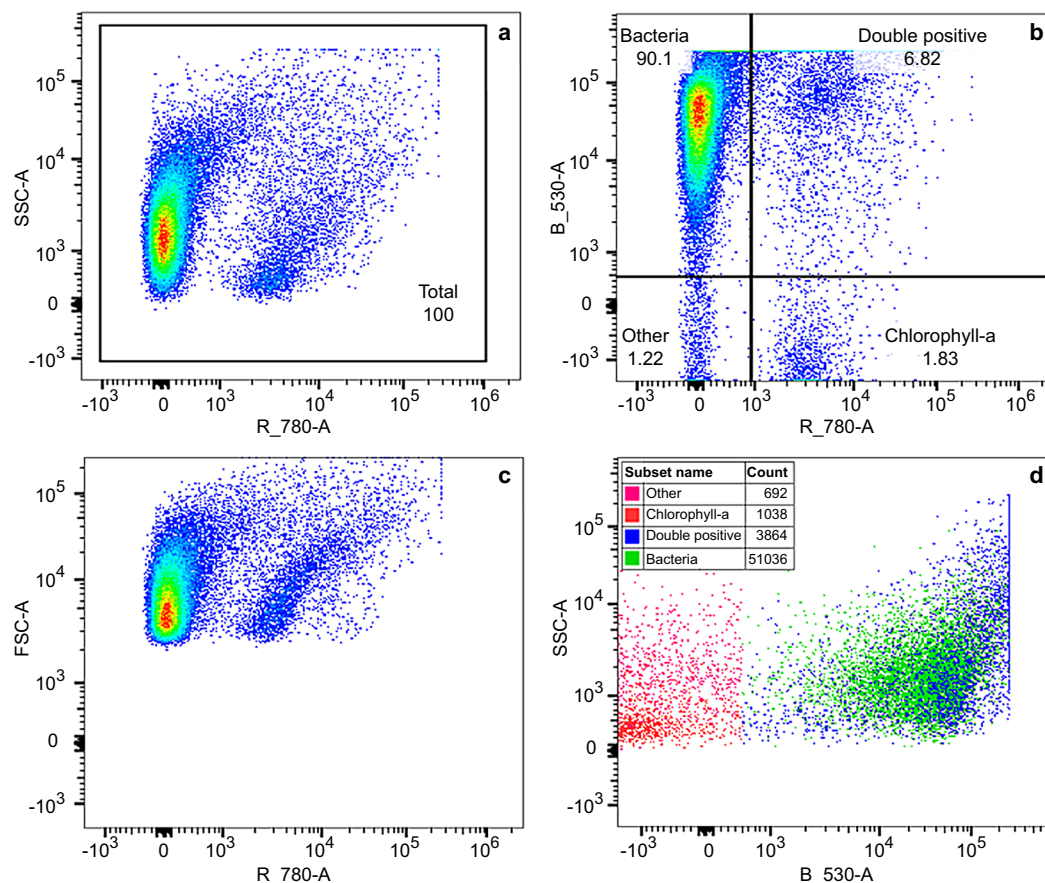 a
SSC-A
10^5
10^4
10^3
0
-10^3
Total
100
-10^3 0 10^3 10^4 10^5 10^6
R_780-A
b
Bacteria
90.1
Double positive
6.82
B_530-A
10^5
10^4
10^3
0
-10^3
Other
1.22
Chlorophyll-a
1.83
-10^3 0 10^3 10^4 10^5 10^6
R_780-A
c
FSC-A
10^5
10^4
10^3
0
-10^3
-10^3 0 10^3 10^4 10^5 10^6
R_780-A
d
Subset name Count
Other 692
Chlorophyll-a 1038
Double positive 3864
Bacteria 51036
SSC-A
10^5
10^4
10^3
0
-10^3
-10^3 0 10^3 10^4 10^5
B_530-A